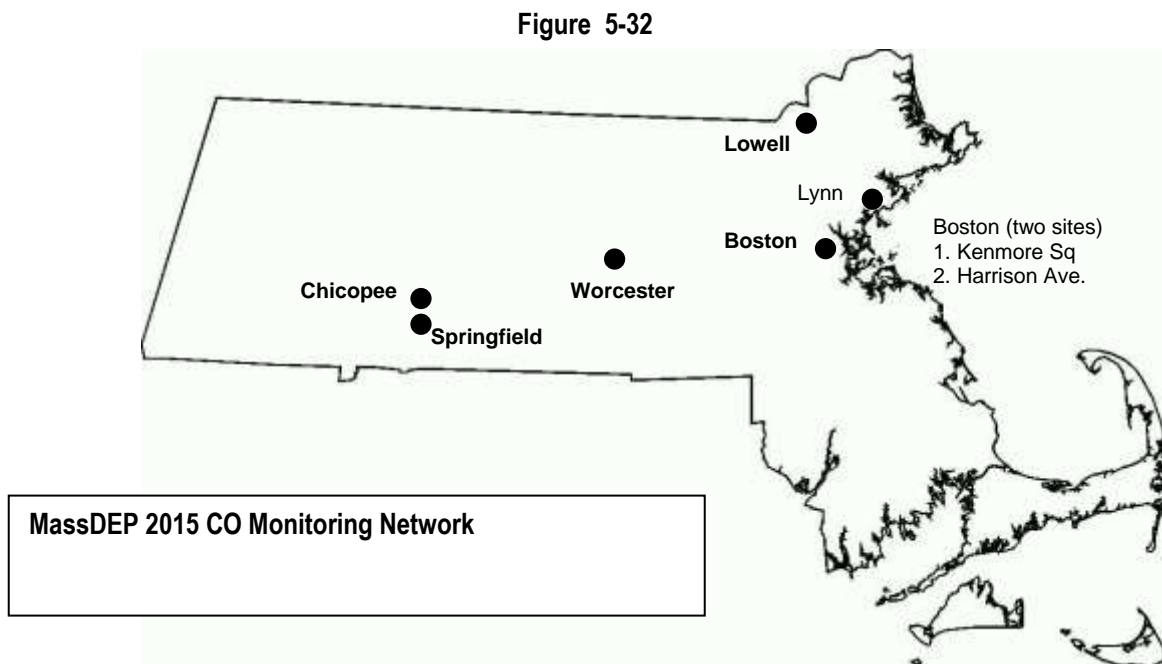 Figure 5-32
Lowell
Lynn
Boston
Boston (two sites)
1. Kenmore Sq
2. Harrison Ave.
Chicopee
Worcester
Springfield
MassDEP 2015 CO Monitoring Network